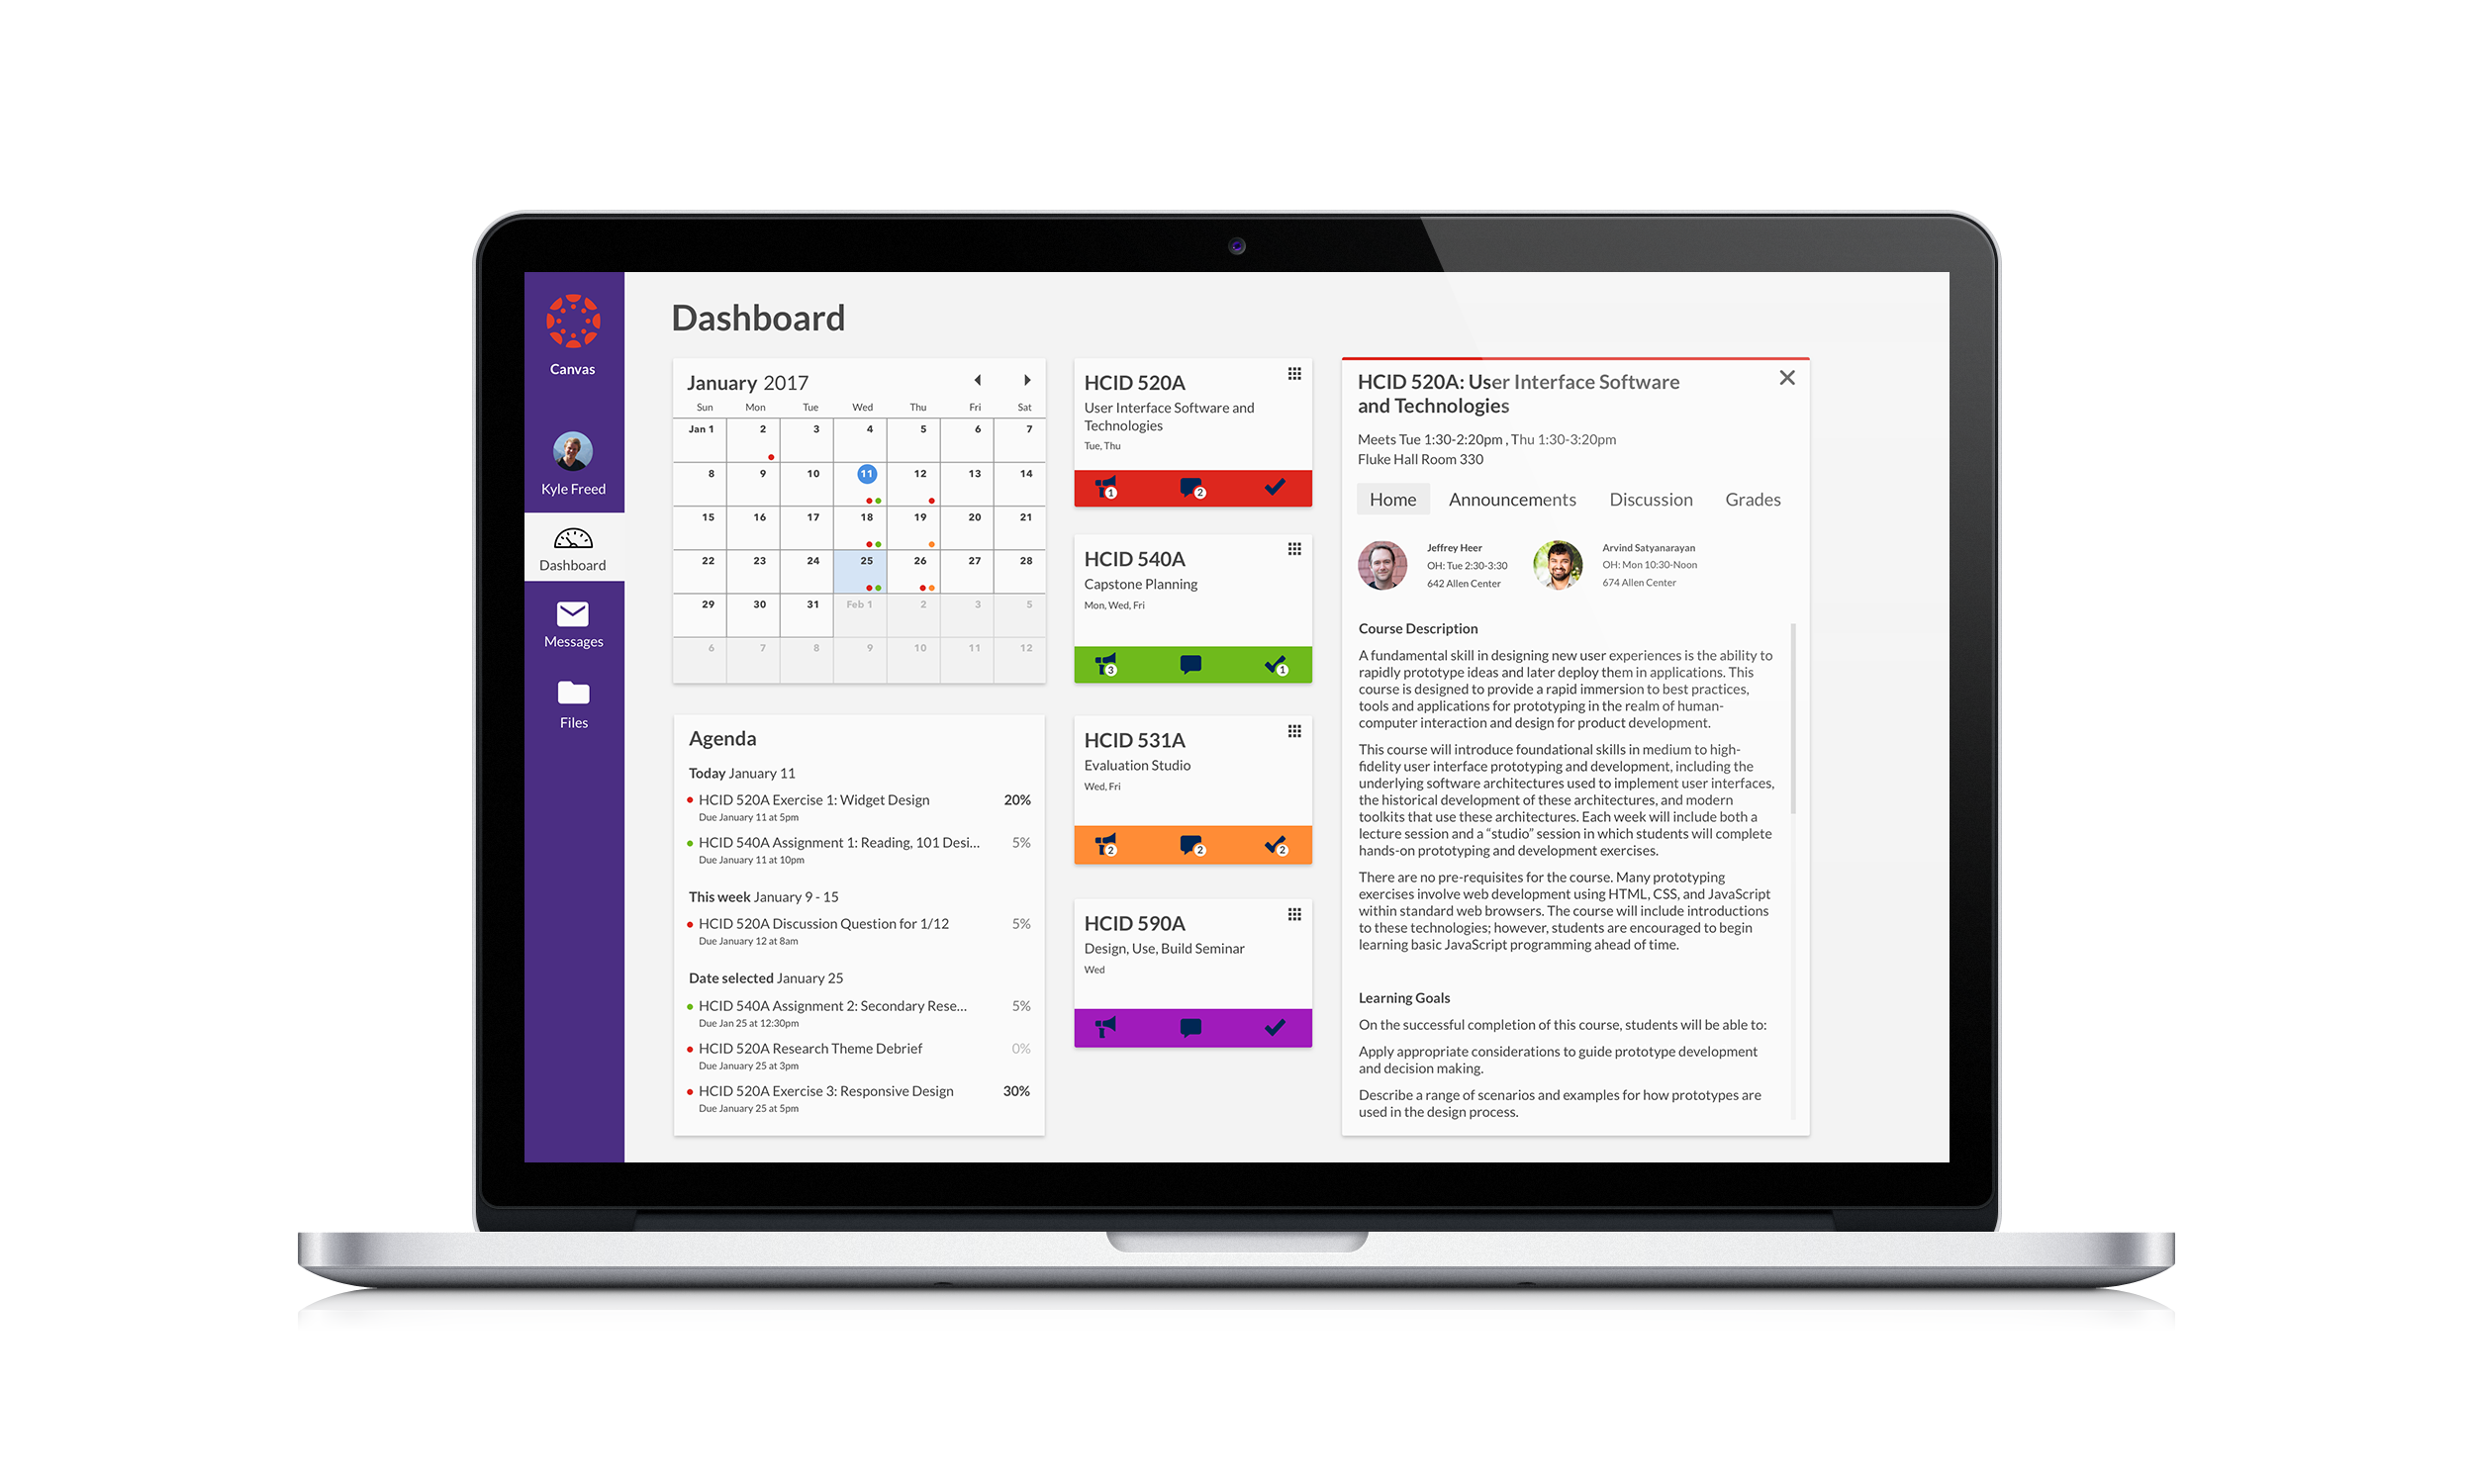 Canvas
Kyle Freed
Dashboard
Messages
Files
Dashboard
January 2017
Sun Mon Tue Wed Thu Fri Sat
Jan 1 2 3 4 5 6 7
8 9 10 11 12 13 14
15 16 17 18 19 20 21
22 23 24 25 26 27 28
29 30 31 Feb 1 2 3 5
6 7 8 9 10 11 12
Agenda
Today January 11
HCID 520A Exercise 1: Widget Design 20%
Due January 11 at 5pm
HCID 540A Assignment 1: Reading, 101 Desi... 5%
Due January 11 at 10pm
This week January 9 - 15
HCID 520A Discussion Question for 1/12 5%
Due January 12 at 8am
Date selected January 25
HCID 540A Assignment 2: Secondary Rese... 5%
Due Jan 25 at 12:30pm
HCID 520A Research Theme Debrief 0%
Due January 25 at 3pm
HCID 520A Exercise 3: Responsive Design 30%
Due January 25 at 5pm
HCID 520A
User Interface Software and
Technologies
Tue, Thu
1 2
HCID 540A
Capstone Planning
Mon, Wed, Fri
3 1
HCID 531A
Evaluation Studio
Wed, Fri
2 2 2
HCID 590A
Design, Use, Build Seminar
Wed
HCID 520A: User Interface Software
and Technologies
Meets Tue 1:30-2:20pm , Thu 1:30-3:20pm
Fluke Hall Room 330
Home Announcements Discussion Grades
Jeffrey Heer
OH: Tue 2:30-3:30
642 Allen Center
Arvind Satyanarayan
OH: Mon 10:30-Noon
674 Allen Center
Course Description
A fundamental skill in designing new user experiences is the ability to
rapidly prototype ideas and later deploy them in applications. This
course is designed to provide a rapid immersion to best practices,
tools and applications for prototyping in the realm of human-
computer interaction and design for product development.
This course will introduce foundational skills in medium to high-
fidelity user interface prototyping and development, including the
underlying software architectures used to implement user interfaces,
the historical development of these architectures, and modern
toolkits that use these architectures. Each week will include both a
lecture session and a “studio” session in which students will complete
hands-on prototyping and development exercises.
There are no pre-requisites for the course. Many prototyping
exercises involve web development using HTML, CSS, and JavaScript
within standard web browsers. The course will include introductions
to these technologies; however, students are encouraged to begin
learning basic JavaScript programming ahead of time.
Learning Goals
On the successful completion of this course, students will be able to:
Apply appropriate considerations to guide prototype development
and decision making.
Describe a range of scenarios and examples for how prototypes are
used in the design process.